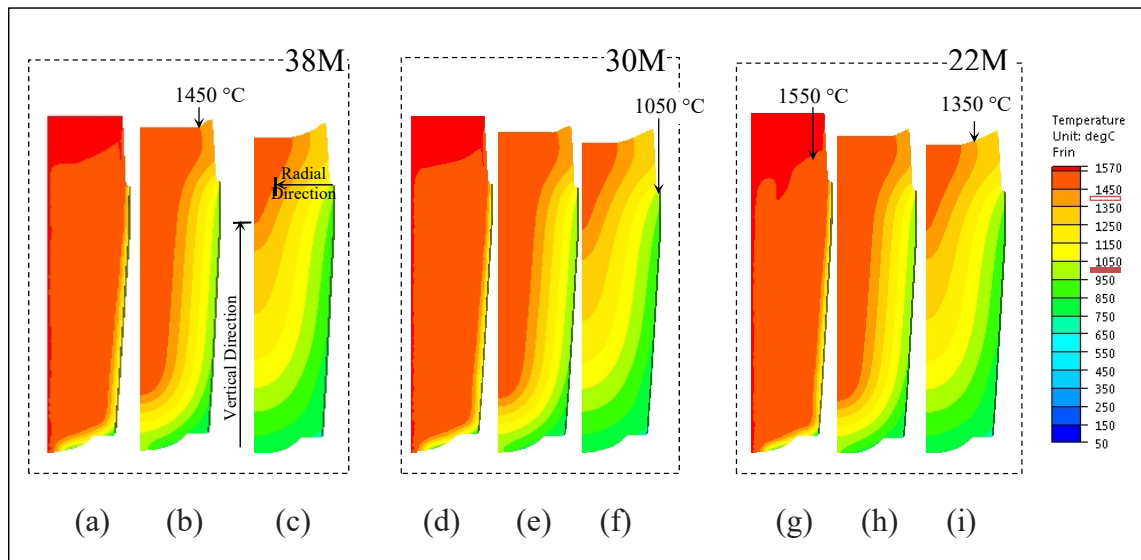 38M
30M
22M
1450 °C
1050 °C
1550 °C
1350 °C
Radial
Direction
Vertical Direction
Temperature
Unit: degC
Frin
1570
1450
1350
1250
1150
1050
950
850
750
650
550
450
350
250
150
50
(a)
(b)
(c)
(d)
(e)
(f)
(g)
(h)
(i)